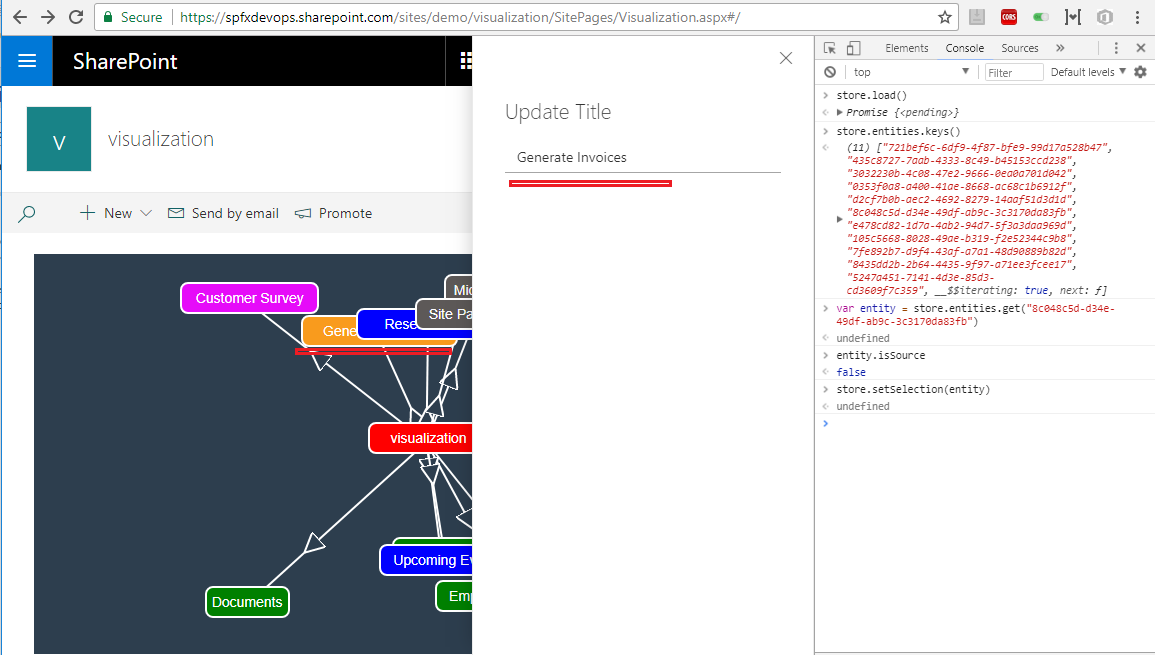 Secure https://spfxdevops.sharepoint.com/sites/demo/visualization/SitePages/Visualization.aspx#/
CORS
SharePoint
V
visualization
New
Send by email
Promote
Customer Survey
Mic
Site Pa
Gene
Rese
visualization
Upcoming Ev
Emp
Documents
Update Title
Generate Invoices
Elements Console Sources »
top Filter Default levels
store.load()
Promise {<pending>}
store.entities.keys()
(11) ["721bef6c-6df9-4f87-bfe9-99d17a528b47",
"435c8727-7aab-4333-8c49-b45153ccd238",
"3032230b-4c08-47e2-9666-0ea0a701d042",
"0353f0a8-a400-41ae-8668-ac68c1b6912f",
"d2cf7b0b-aec2-4692-8279-14aaf51d3d1d",
"8c048c5d-d34e-49df-ab9c-3c3170da83fb",
"e478cd82-1d7a-4ab2-94d7-5f3a3daa969d",
"105c5668-8028-49ae-b319-f2e52344c9b8",
"7fe892b7-d9f4-43af-a7a1-48d90889b82d",
"8435dd2b-2b64-4435-9f97-a71ee3fcee17",
"5247a451-7141-4d3e-85d3-
cd3609f7c359", __$$iterating: true, next: ƒ]
var entity = store.entities.get("8c048c5d-d34e-
49df-ab9c-3c3170da83fb")
undefined
entity.isSource
false
store.setSelection(entity)
undefined